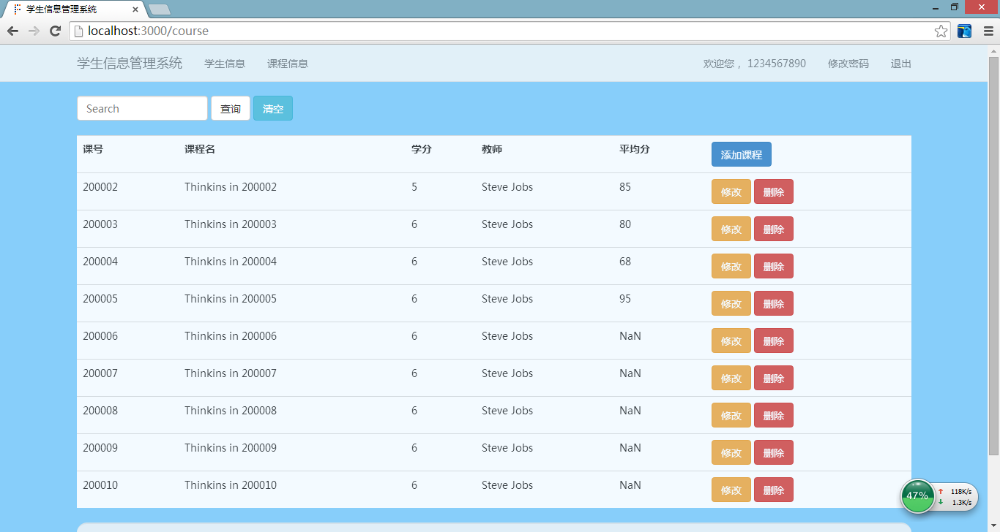 学生信息管理系统
localhost:3000/course
学生信息管理系统 学生信息 课程信息 欢迎您， 1234567890 修改密码 退出
Search 查询 清空
课号 课程名 学分 教师 平均分 添加课程
200002 Thinkins in 200002 5 Steve Jobs 85 修改 删除
200003 Thinkins in 200003 6 Steve Jobs 80 修改 删除
200004 Thinkins in 200004 6 Steve Jobs 68 修改 删除
200005 Thinkins in 200005 6 Steve Jobs 95 修改 删除
200006 Thinkins in 200006 6 Steve Jobs NaN 修改 删除
200007 Thinkins in 200007 6 Steve Jobs NaN 修改 删除
200008 Thinkins in 200008 6 Steve Jobs NaN 修改 删除
200009 Thinkins in 200009 6 Steve Jobs NaN 修改 删除
200010 Thinkins in 200010 6 Steve Jobs NaN 修改 删除
47% 118K/s
1.3K/s